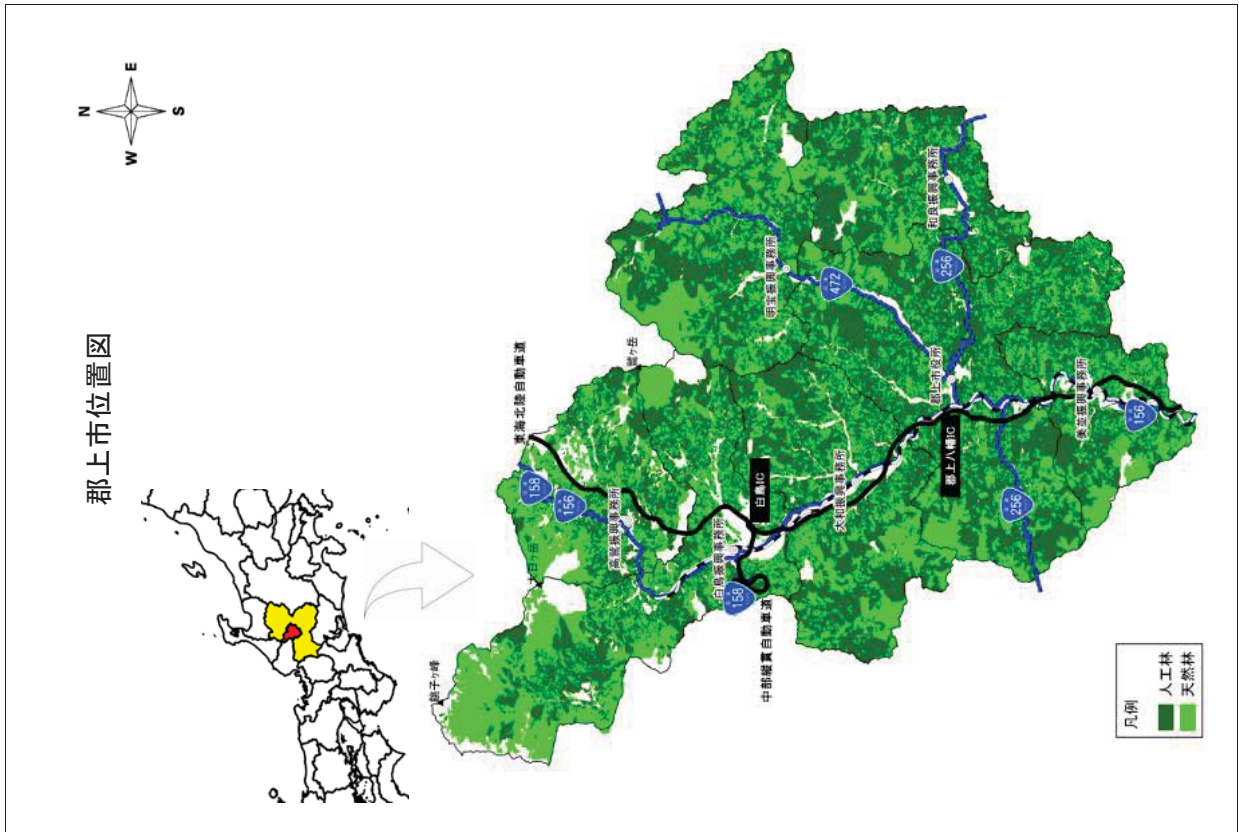 郡上市位置図
N
E
S
W
東海北陸自動車道
158
156
鷲ヶ岳
高鷲振興事務所
銚子ヶ峰
白鳥振興事務所
白鳥IC
158
中部縦貫自動車道
大和振興事務所
明宝振興事務所
472
和良振興事務所
256
郡上市役所
郡上八幡IC
256
美並振興事務所
156
凡例
人工林
天然林